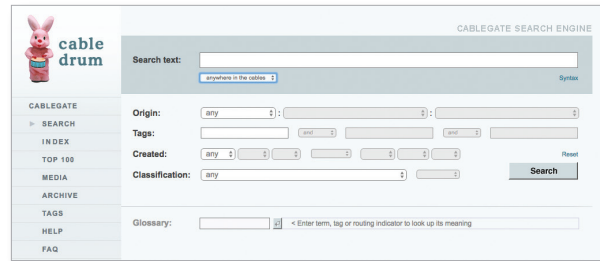 CABLEGATE SEARCH ENGINE
cable
drum
Search text:
anywhere in the cables
Syntax
CABLEGATE
SEARCH
INDEX
TOP 100
MEDIA
ARCHIVE
TAGS
HELP
FAQ
Origin: any : :
Tags: and and
Created: any Reset
Classification: any Search
Glossary: < Enter term, tag or routing indicator to look up its meaning